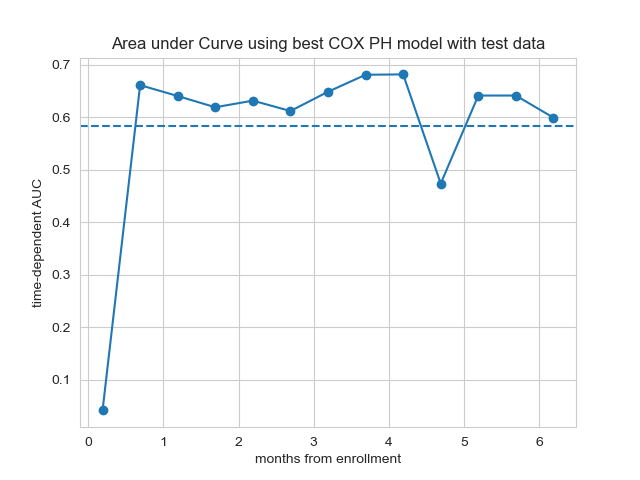 Area under Curve using best COX PH model with test data
time-dependent AUC
0.7
0.6
0.5
0.4
0.3
0.2
0.1
0 1 2 3 4 5 6
months from enrollment